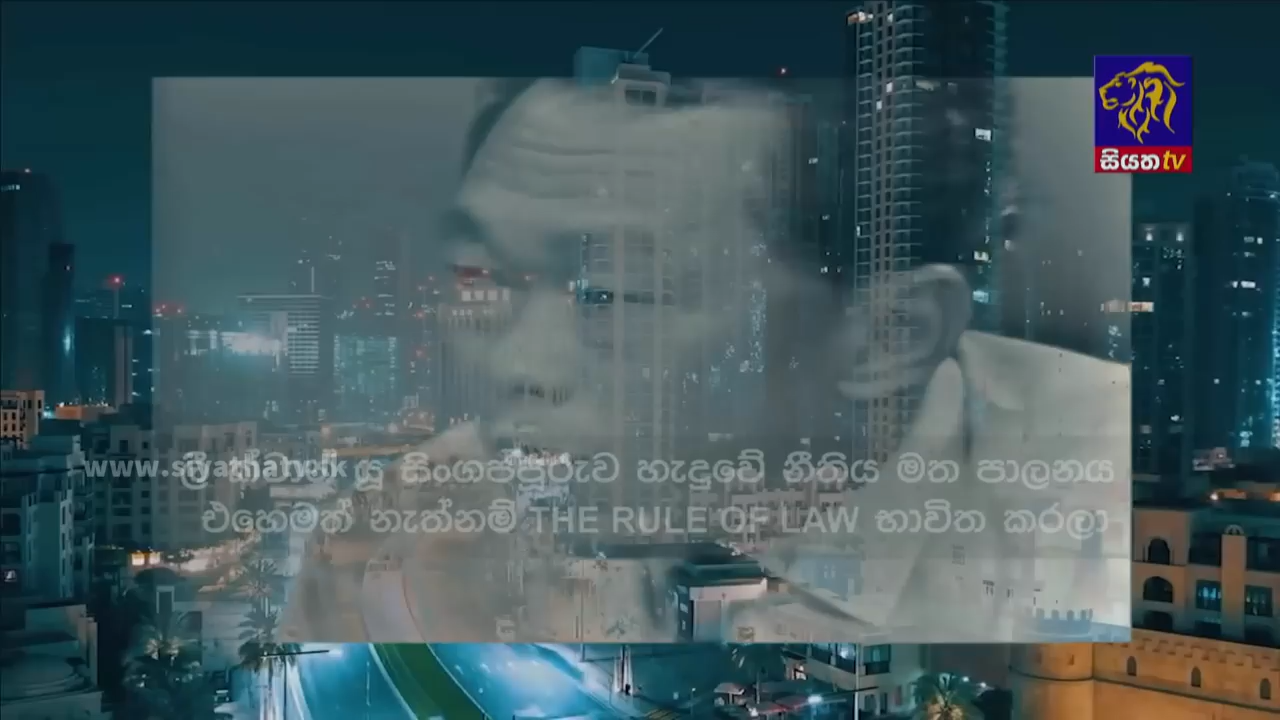 සියත tv
ලී ක්වාන් යූ සිංගප්පූරුව හැදුවේ නීතිය මත පාලනය
එහෙමත් නැත්නම් THE RULE OF LAW භාවිත කරලා
www.siyathatv.lk